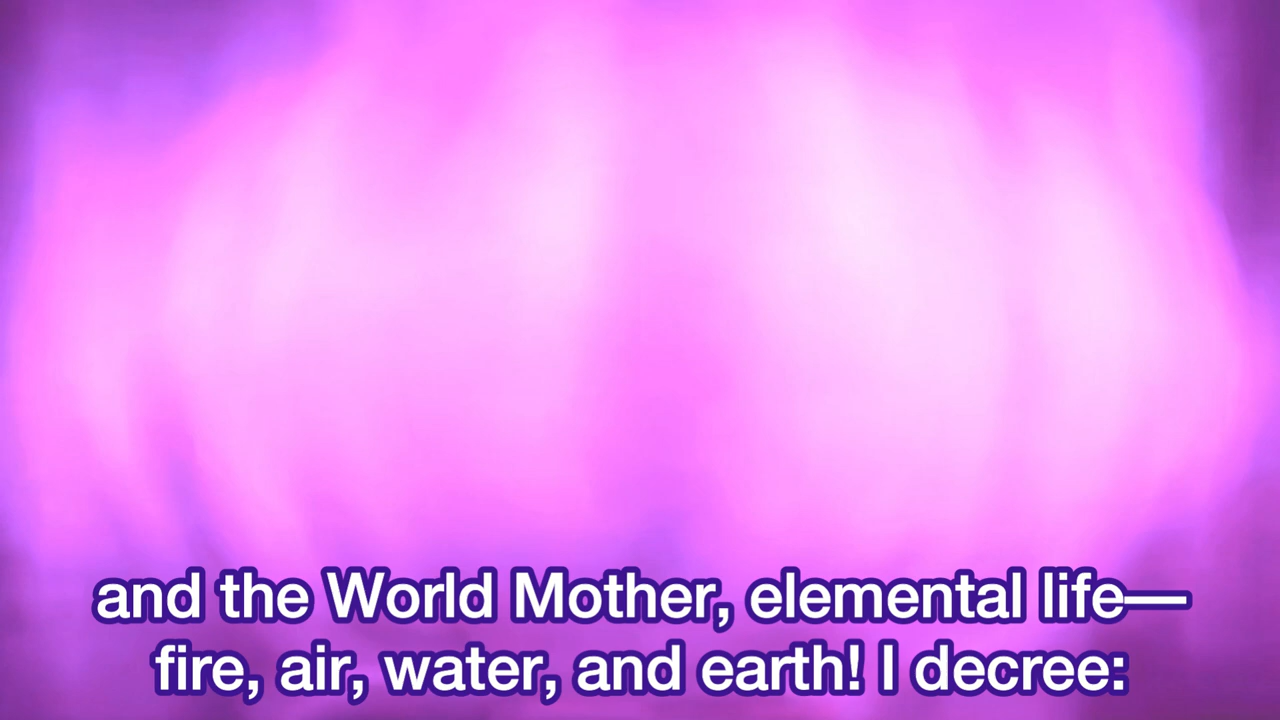 and the World Mother, elemental life—
fire, air, water, and earth! I decree: